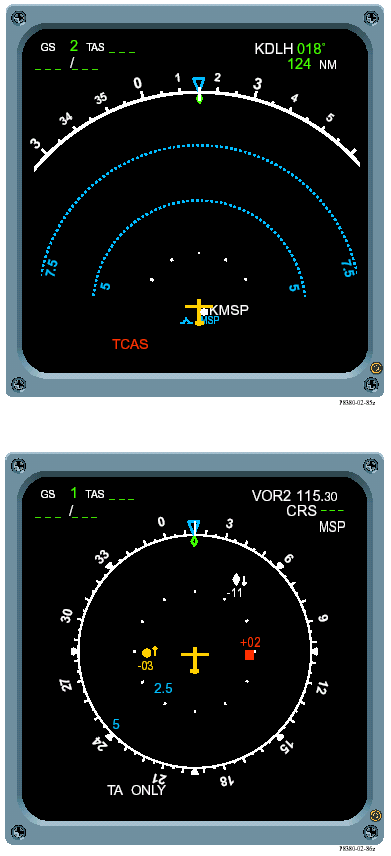 GS 2 TAS _ _ _
KDLH 018°
_ _ _ /_ _ _
124 NM
3 34 35 0 1 2 3 4 5
7.5 7.5
5 5
KMSP
MSP
TCAS
P8380-02-85z
GS 1 TAS _ _ _
VOR2 115.30
_ _ _ /_ _ _
CRS ---
MSP
0 3
33 6
-11
30 9
+02
-03
27 12
2.5
5
24 15
21 18
TA ONLY
P8380-02-86z